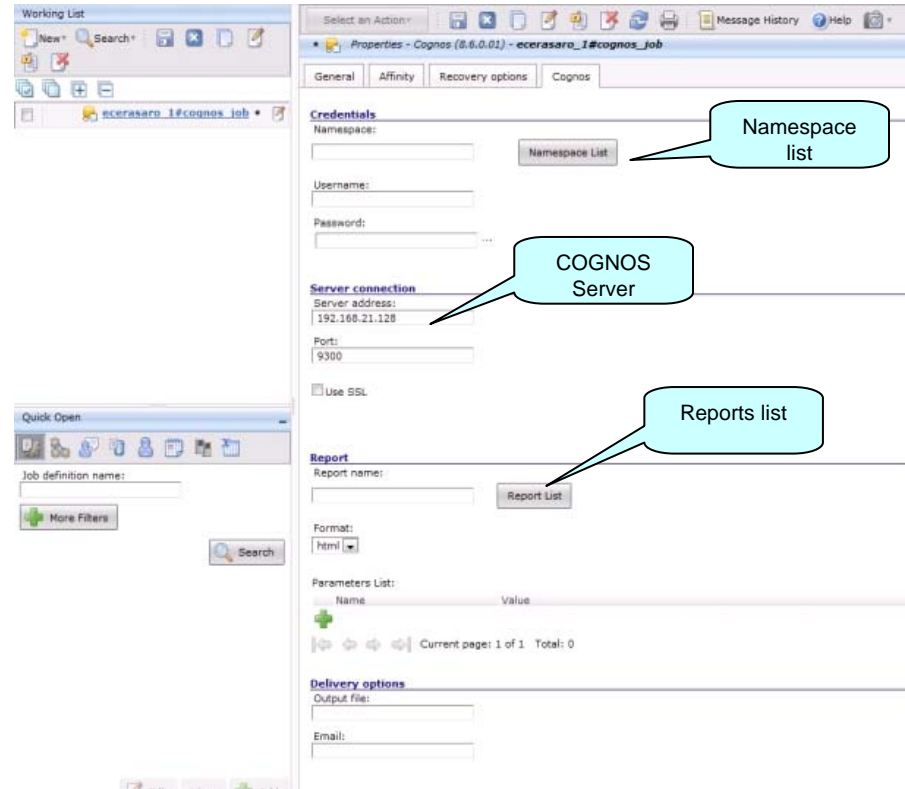 Working List
New Search
ecerasaro_1#cognos_job •
Quick Open
Job definition name:
More Filters
Search
Select an Action
Message History
Help
• Properties - Cognos (8.6.0.01) - ecerasaro_1#cognos_job
General
Affinity
Recovery options
Cognos
Credentials
Namespace:
Namespace List
Namespace
list
Username:
Password:
...
COGNOS
Server
Server connection
Server address:
192.168.21.128
Port:
9300
Use SSL
Reports list
Report
Report name:
Report List
Format:
html
Parameters List:
Name Value
Current page: 1 of 1 Total: 0
Delivery options
Output file:
Email: